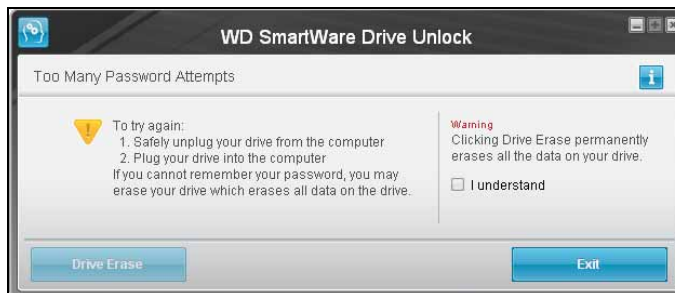 WD SmartWare Drive Unlock
Too Many Password Attempts
To try again:
1. Safely unplug your drive from the computer
2. Plug your drive into the computer
If you cannot remember your password, you may
erase your drive which erases all data on the drive.
Warning
Clicking Drive Erase permanently
erases all the data on your drive.
I understand
Drive Erase
Exit